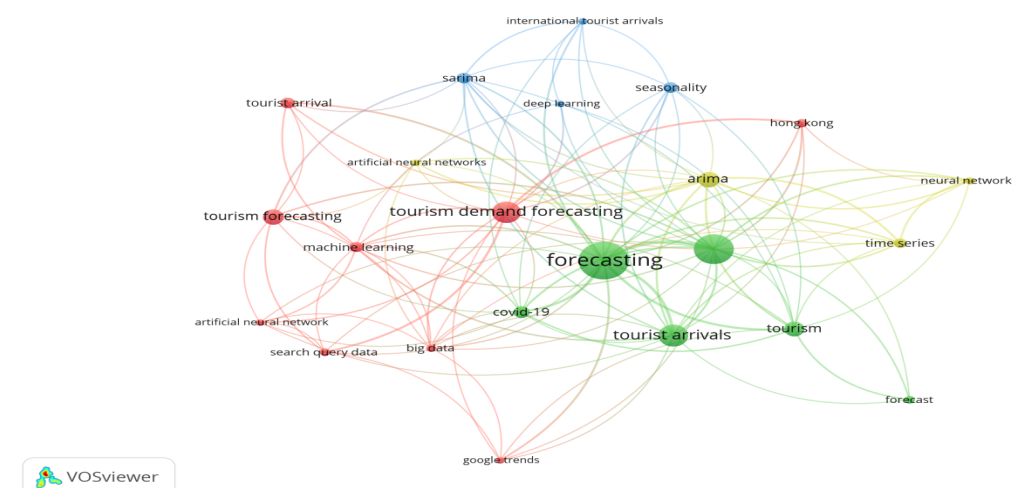 international tourist arrivals
sarima
seasonality
tourist arrival
deep learning
hong kong
artificial neural networks
arima
neural network
tourism forecasting
tourism demand forecasting
machine learning
time series
forecasting
covid-19
artificial neural network
tourist arrivals
tourism
search query data
big data
forecast
google trends
VOSviewer